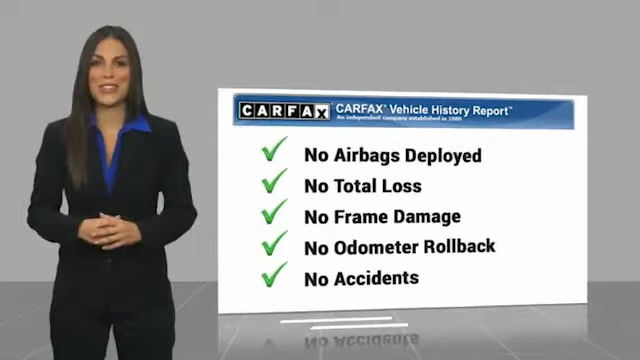 CARFAX CARFAX® Vehicle History Report™
An independent company established in 1986
No Airbags Deployed
No Total Loss
No Frame Damage
No Odometer Rollback
No Accidents